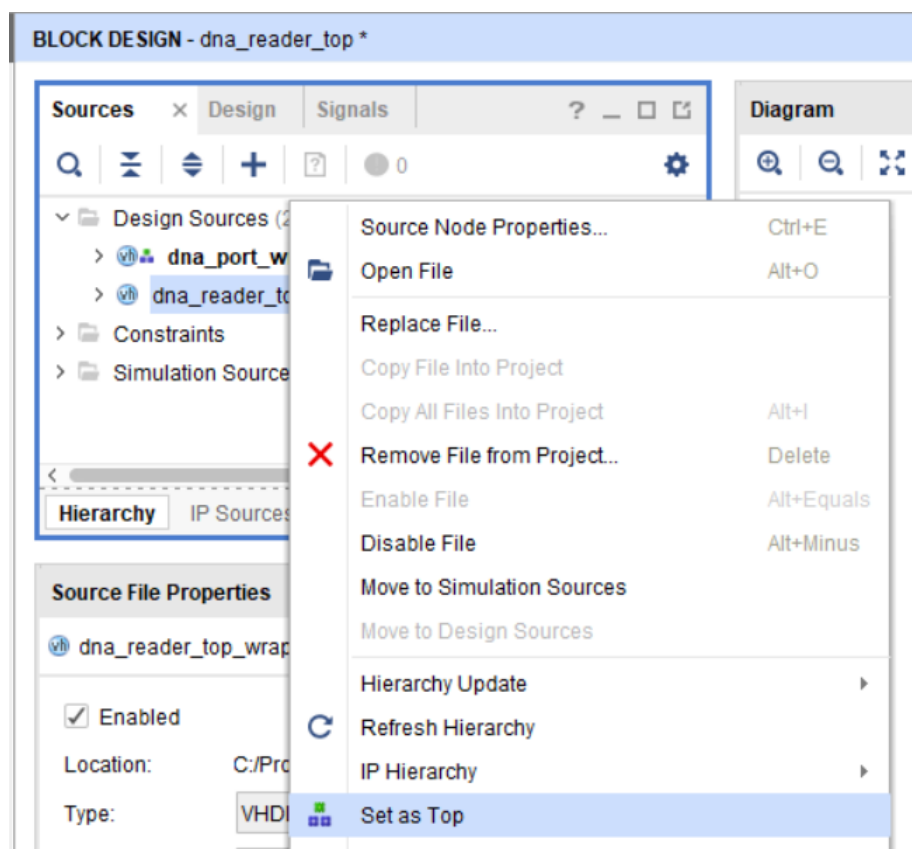 BLOCK DESIGN - dna_reader_top *
Sources × Design Signals ?
Diagram
0
Design Sources (2
dna_port_w
dna_reader_to
Constraints
Simulation Source
Hierarchy IP Sources
Source File Properties
dna_reader_top_wrap
Enabled
Location: C:/Pro
Type: VHDL
Source Node Properties... Ctrl+E
Open File Alt+O
Replace File...
Copy File Into Project
Copy All Files Into Project Alt+I
Remove File from Project... Delete
Enable File Alt+Equals
Disable File Alt+Minus
Move to Simulation Sources
Move to Design Sources
Hierarchy Update
Refresh Hierarchy
IP Hierarchy
Set as Top